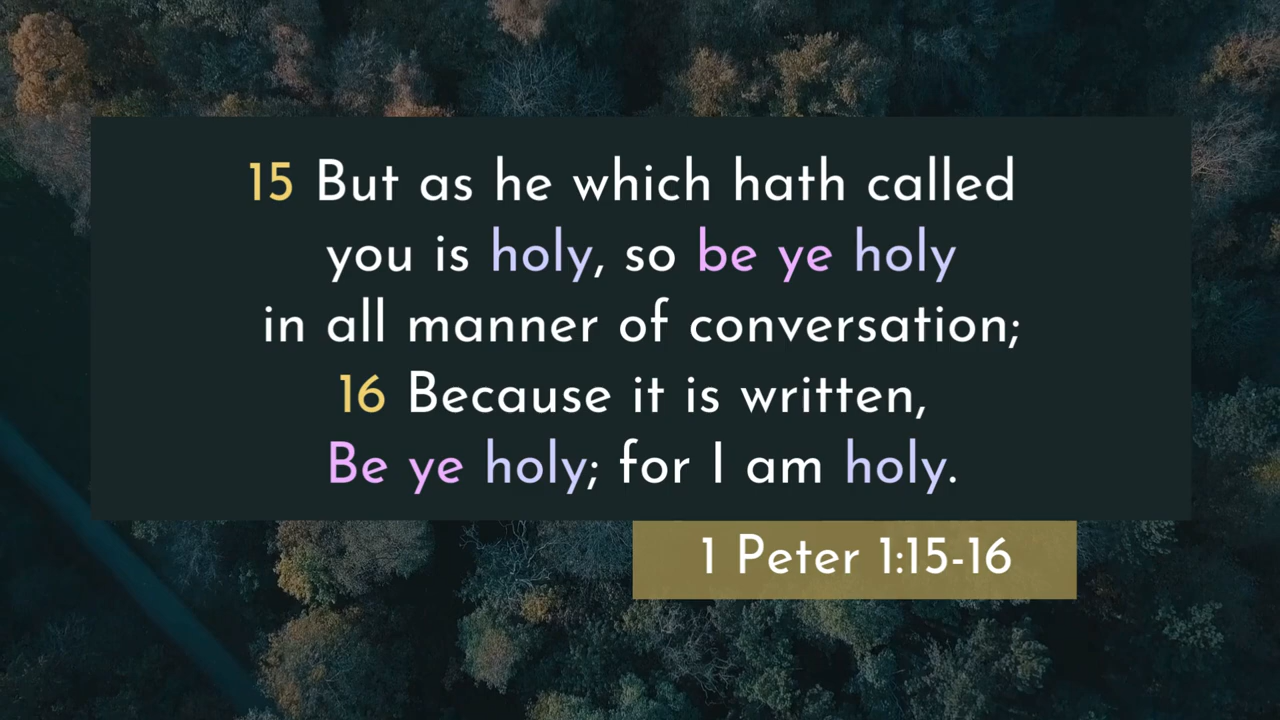 15 But as he which hath called
you is holy, so be ye holy
in all manner of conversation;
16 Because it is written,
Be ye holy; for I am holy.
1 Peter 1:15-16